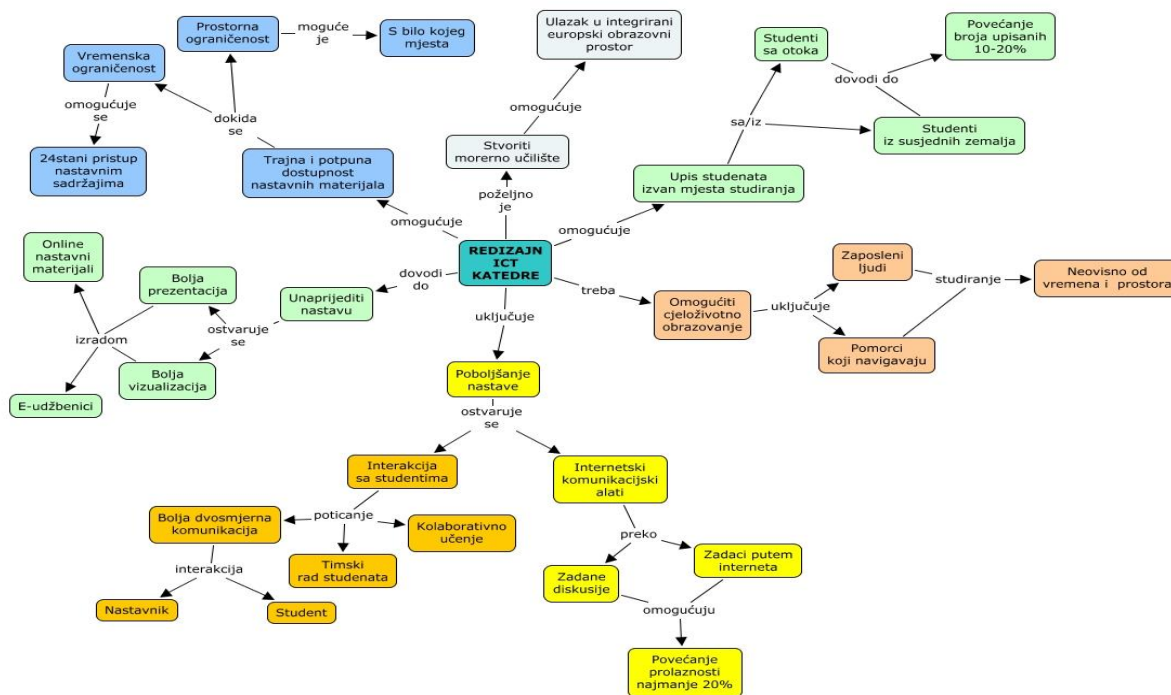 Prostorna
ograničenost
moguće
je
S bilo kojeg
mjesta
Vremenska
ograničenost
omogućuje
se
24stani pristup
nastavnim
sadržajima
dokida
se
Trajna i potpuna
dostupnost
nastavnih materijala
omogućuje
Ulazak u integrirani
europski obrazovni
prostor
omogućuje
Stvoriti
morerno učilište
poželjno
je
Studenti
sa otoka
Povećanje
broja upisanih
10-20%
dovodi do
sa/iz
Studenti
iz susjednih zemalja
Upis studenata
izvan mjesta studiranja
omogućuje
REDIZAJN
ICT
KATEDRE
Online
nastavni
materijali
Bolja
prezentacija
izradom
Bolja
vizualizacija
E-udžbenici
ostvaruje
se
Unaprijediti
nastavu
dovodi
do
treba
Omogućiti
cjeloživotno
obrazovanje
uključuje
Zaposleni
ljudi
studiranje
Neovisno od
vremena i prostora
Pomorci
koji navigavaju
uključuje
Poboljšanje
nastave
ostvaruje
se
Interakcija
sa studentima
poticanje
Bolja dvosmjerna
komunikacija
Kolaborativno
učenje
Timski
rad studenata
interakcija
Nastavnik
Student
Internetski
komunikacijski
alati
preko
Zadane
diskusije
Zadaci putem
interneta
omogućuju
Povećanje
prolaznosti
najmanje 20%